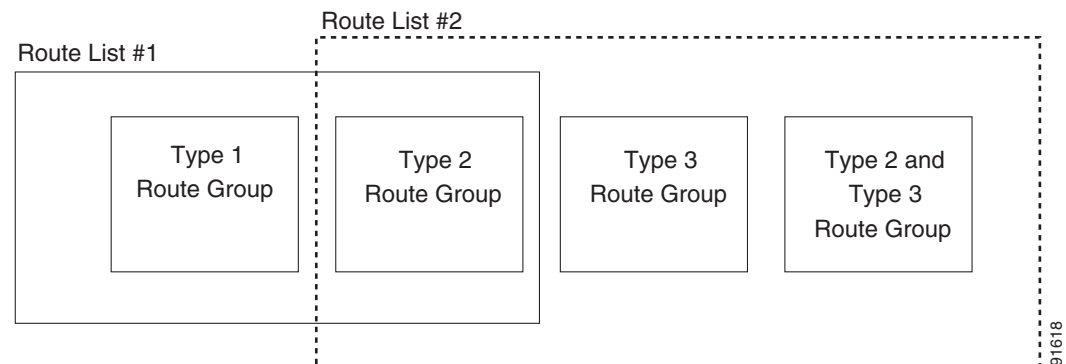 Route List #2
Route List #1
Type 1
Route Group
Type 2
Route Group
Type 3
Route Group
Type 2 and
Type 3
Route Group
91618